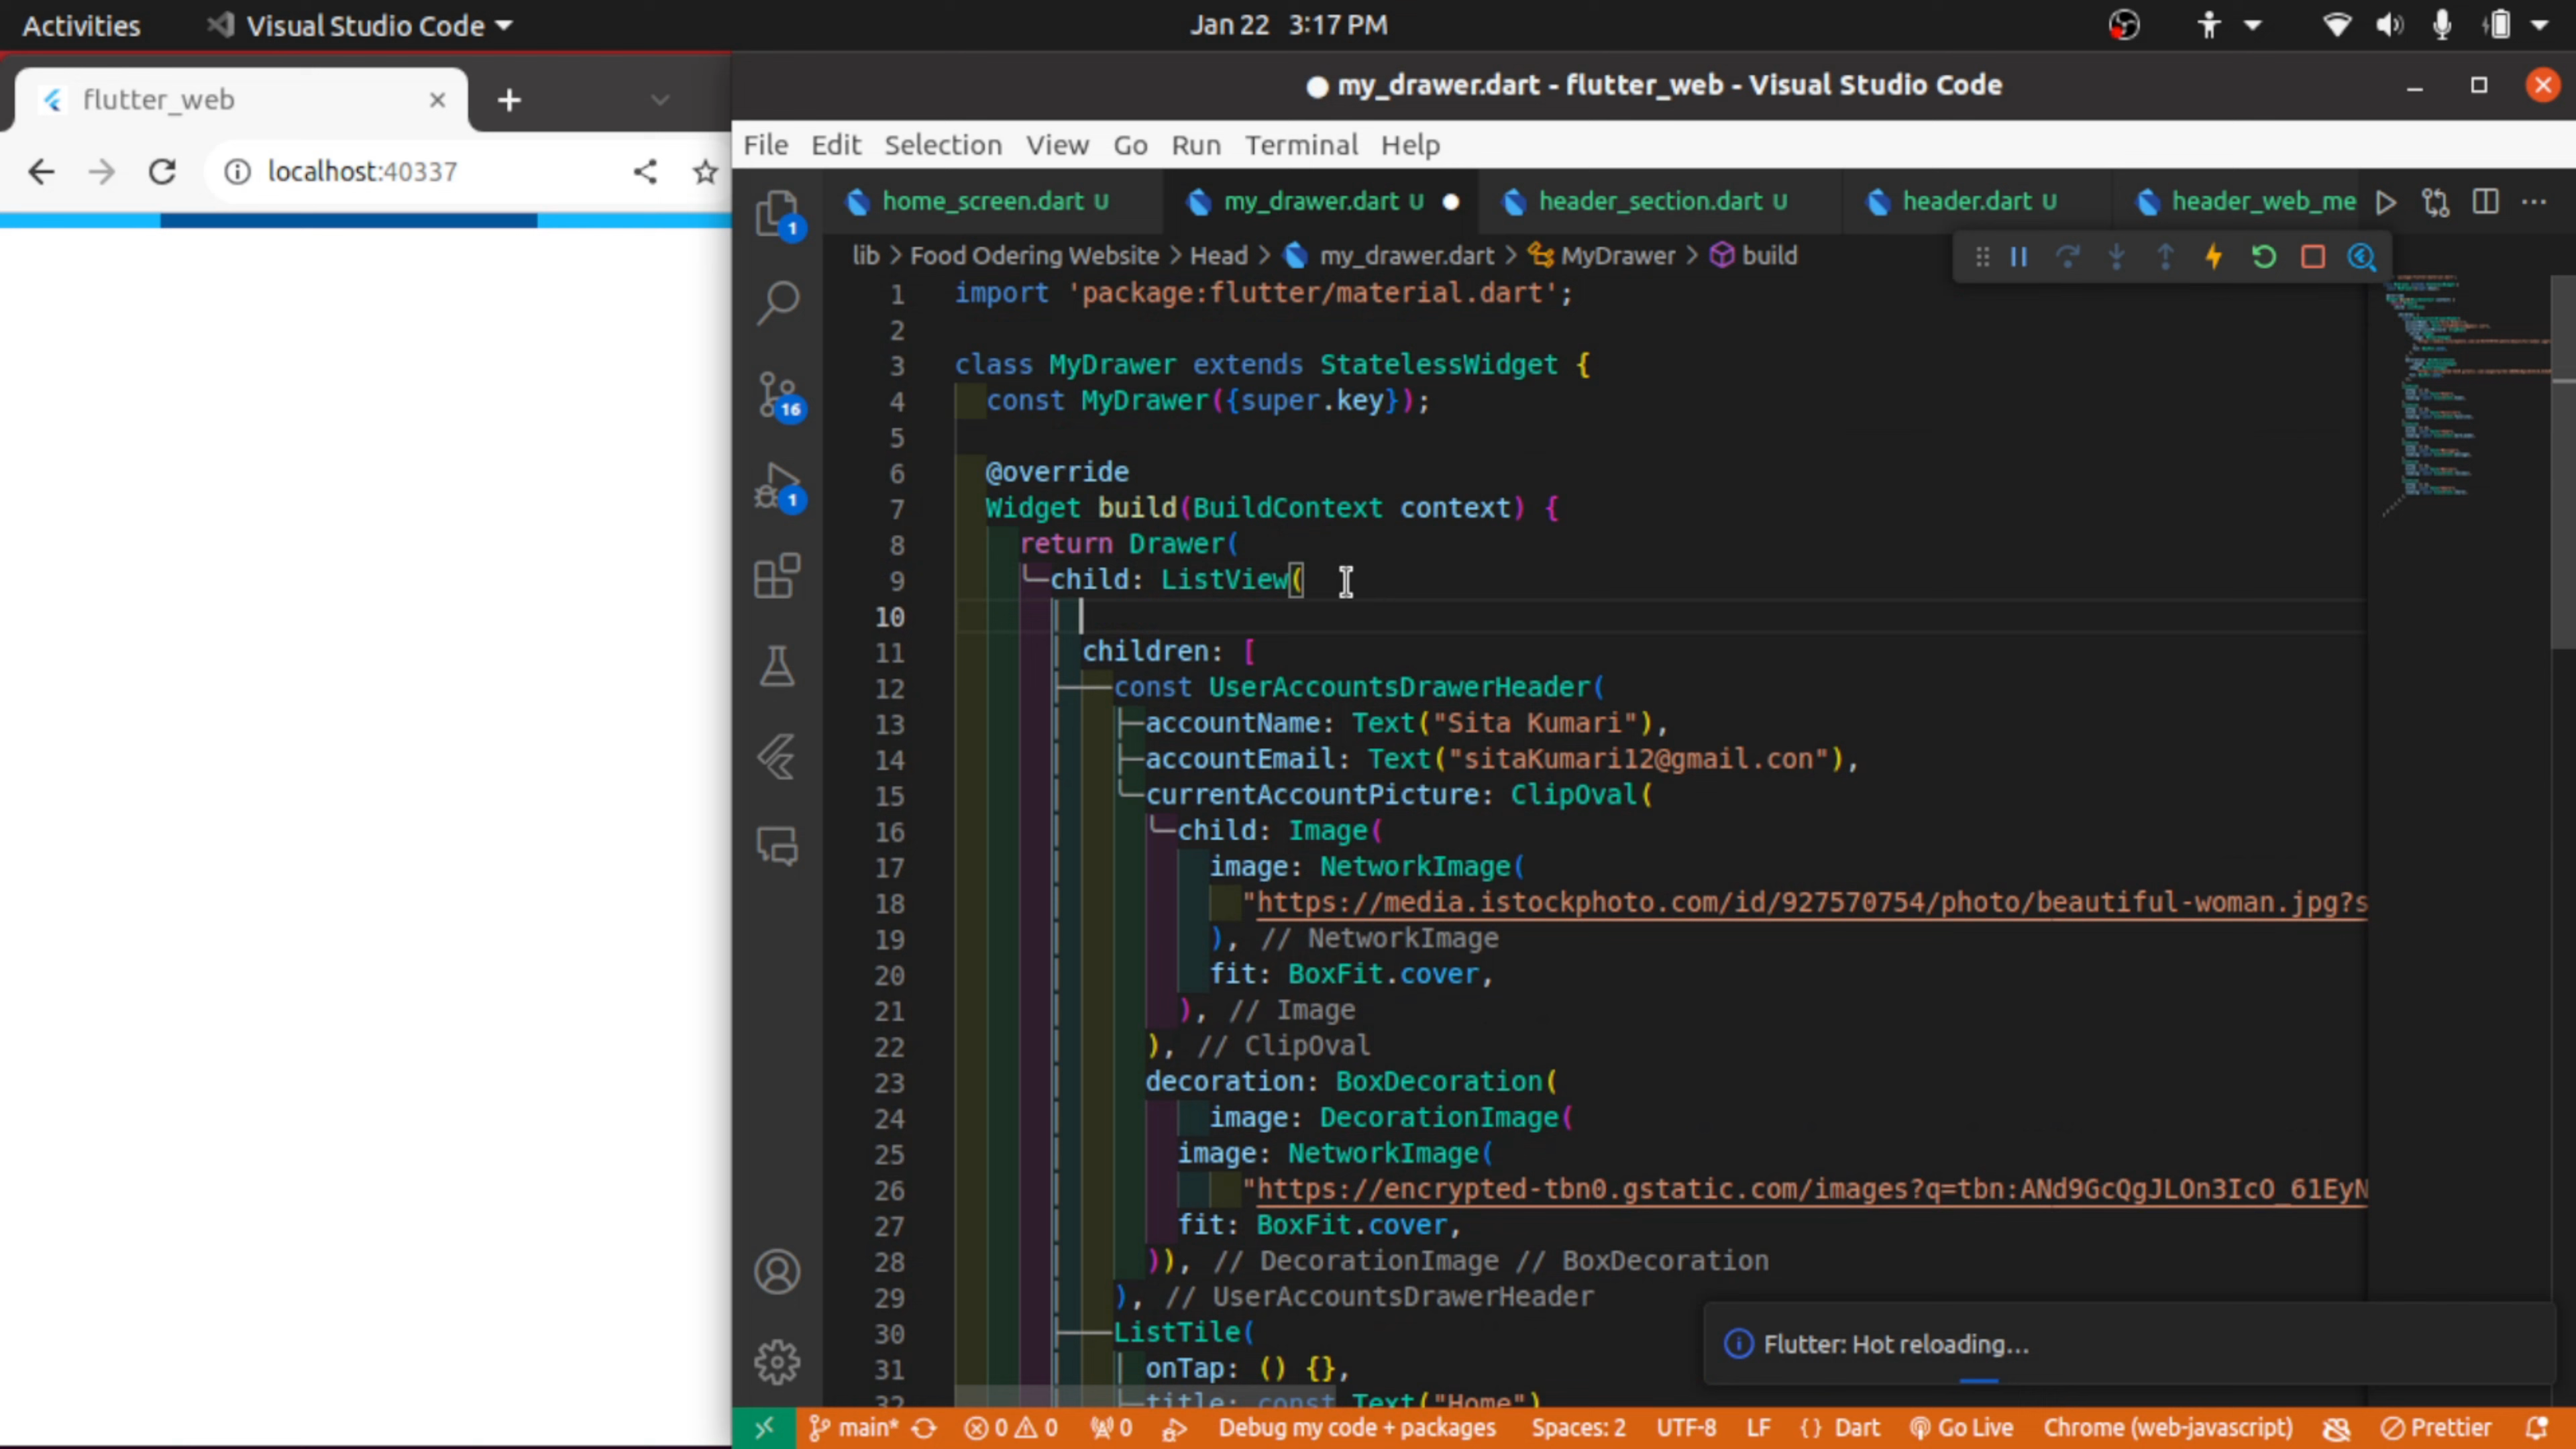 Activities
Visual Studio Code
Jan 22 3:17 PM
flutter_web
localhost:40337
my_drawer.dart - flutter_web - Visual Studio Code
File Edit Selection View Go Run Terminal Help
home_screen.dart U
my_drawer.dart U
header_section.dart U
header.dart U
header_web_me
lib > Food Odering Website > Head > my_drawer.dart > MyDrawer > build
1
16
1
1 import 'package:flutter/material.dart';
2
3 class MyDrawer extends StatelessWidget {
4 const MyDrawer({super.key});
5
6 @override
7 Widget build(BuildContext context) {
8 return Drawer(
9 child: ListView(
10
11 children: [
12 const UserAccountsDrawerHeader(
13 accountName: Text("Sita Kumari"),
14 accountEmail: Text("sitaKumari12@gmail.con"),
15 currentAccountPicture: ClipOval(
16 child: Image(
17 image: NetworkImage(
18 "https://media.istockphoto.com/id/927570754/photo/beautiful-woman.jpg?s
19 ), // NetworkImage
20 fit: BoxFit.cover,
21 ), // Image
22 ), // ClipOval
23 decoration: BoxDecoration(
24 image: DecorationImage(
25 image: NetworkImage(
26 "https://encrypted-tbn0.gstatic.com/images?q=tbn:ANd9GcQgJLOn3IcO_61EyN
27 fit: BoxFit.cover,
28 )), // DecorationImage // BoxDecoration
29 ), // UserAccountsDrawerHeader
30 ListTile(
31 onTap: () {},
32 title: const Text("Home")
Flutter: Hot reloading...
main* 0 0 0 Debug my code + packages Spaces: 2 UTF-8 LF {} Dart Go Live Chrome (web-javascript) Prettier